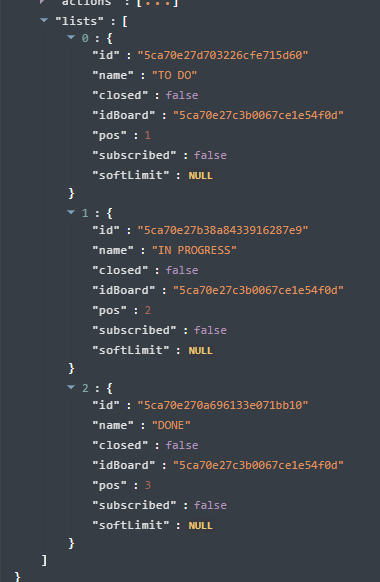 "actions" : [...]
"lists" : [
0 : {
"id" : "5ca70e27d703226cfe715d60"
"name" : "TO DO"
"closed" : false
"idBoard" : "5ca70e27c3b0067ce1e54f0d"
"pos" : 1
"subscribed" : false
"softLimit" : NULL
}
1 : {
"id" : "5ca70e27b38a8433916287e9"
"name" : "IN PROGRESS"
"closed" : false
"idBoard" : "5ca70e27c3b0067ce1e54f0d"
"pos" : 2
"subscribed" : false
"softLimit" : NULL
}
2 : {
"id" : "5ca70e270a696133e071bb10"
"name" : "DONE"
"closed" : false
"idBoard" : "5ca70e27c3b0067ce1e54f0d"
"pos" : 3
"subscribed" : false
"softLimit" : NULL
}
]
}